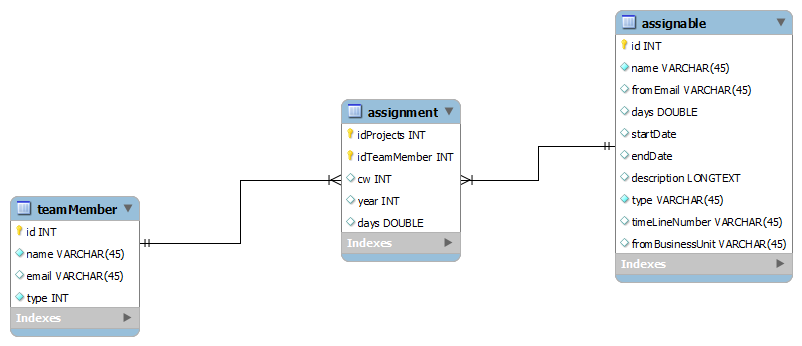 teamMember
id INT
name VARCHAR(45)
email VARCHAR(45)
type INT
Indexes
assignment
idProjects INT
idTeamMember INT
cw INT
year INT
days DOUBLE
Indexes
assignable
id INT
name VARCHAR(45)
fromEmail VARCHAR(45)
days DOUBLE
startDate
endDate
description LONGTEXT
type VARCHAR(45)
timeLineNumber VARCHAR(45)
fromBusinessUnit VARCHAR(45)
Indexes